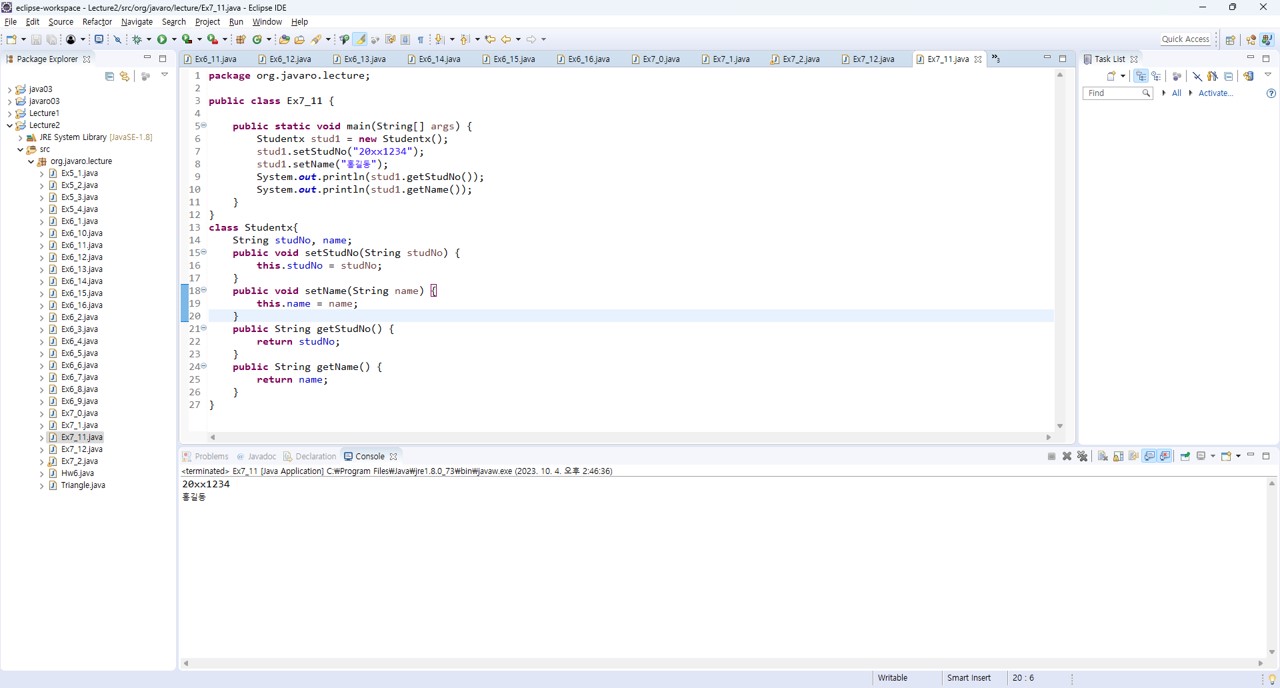 eclipse-workspace - Lecture2/src/org/javaro/lecture/Ex7_11.java - Eclipse IDE
File Edit Source Refactor Navigate Search Project Run Window Help
Quick Access
Package Explorer
java03
javaro03
Lecture1
Lecture2
JRE System Library [JavaSE-1.8]
src
org.javaro.lecture
Ex5_1.java
Ex5_2.java
Ex5_3.java
Ex5_4.java
Ex6_1.java
Ex6_10.java
Ex6_11.java
Ex6_12.java
Ex6_13.java
Ex6_14.java
Ex6_15.java
Ex6_16.java
Ex6_2.java
Ex6_3.java
Ex6_4.java
Ex6_5.java
Ex6_6.java
Ex6_7.java
Ex6_8.java
Ex6_9.java
Ex7_0.java
Ex7_1.java
Ex7_11.java
Ex7_12.java
Ex7_2.java
Hw6.java
Triangle.java
Ex6_11.java Ex6_12.java Ex6_13.java Ex6_14.java Ex6_15.java Ex6_16.java Ex7_0.java Ex7_1.java Ex7_2.java Ex7_12.java Ex7_11.java »3
1 package org.javaro.lecture;
2
3 public class Ex7_11 {
4
5 public static void main(String[] args) {
6 Studentx stud1 = new Studentx();
7 stud1.setStudNo("20xx1234");
8 stud1.setName("홍길동");
9 System.out.println(stud1.getStudNo());
10 System.out.println(stud1.getName());
11 }
12 }
13 class Studentx{
14 String studNo, name;
15 public void setStudNo(String studNo) {
16 this.studNo = studNo;
17 }
18 public void setName(String name) {
19 this.name = name;
20 }
21 public String getStudNo() {
22 return studNo;
23 }
24 public String getName() {
25 return name;
26 }
27 }
Task List
Find All Activate...
Problems Javadoc Declaration Console
<terminated> Ex7_11 [Java Application] C:₩Program Files₩Java₩jre1.8.0_73₩bin₩javaw.exe (2023. 10. 4. 오후 2:46:36)
20xx1234
홍길동
Writable Smart Insert 20 : 6